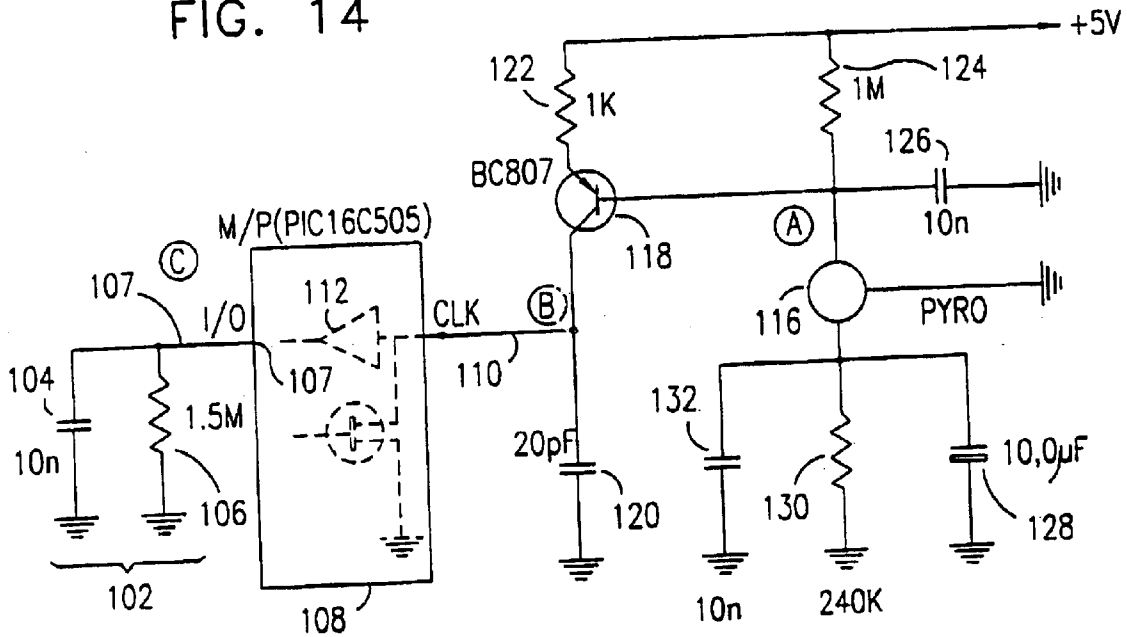 FIG. 14
+5V
122
1K
124
1M
126
10n
BC807
118
A
M/P(PIC16C505)
C
107
I/O
112
CLK
B
110
116
PYRO
104
10n
1.5M
107
106
102
108
20pF
120
132
10n
130
240K
10,0µF
128